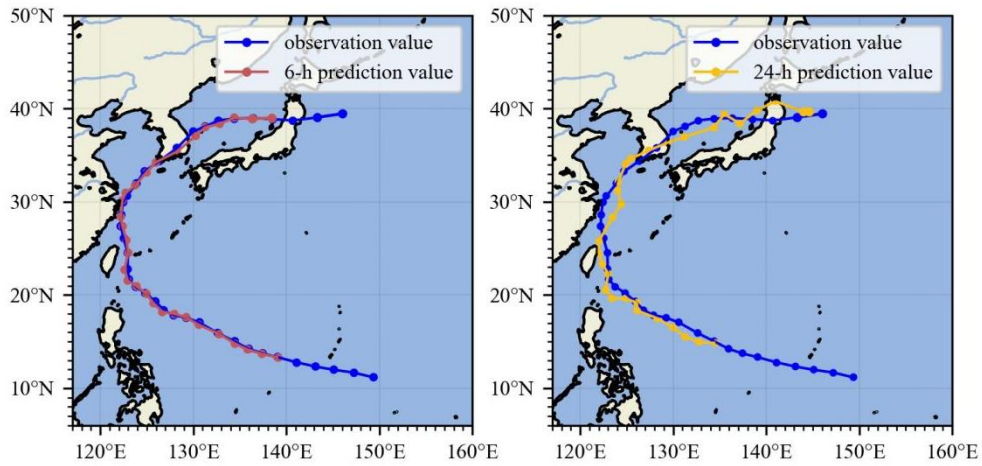 50°N
40°N
30°N
20°N
10°N
120°E 130°E 140°E 150°E 160°E
observation value
6-h prediction value
50°N
40°N
30°N
20°N
10°N
120°E 130°E 140°E 150°E 160°E
observation value
24-h prediction value